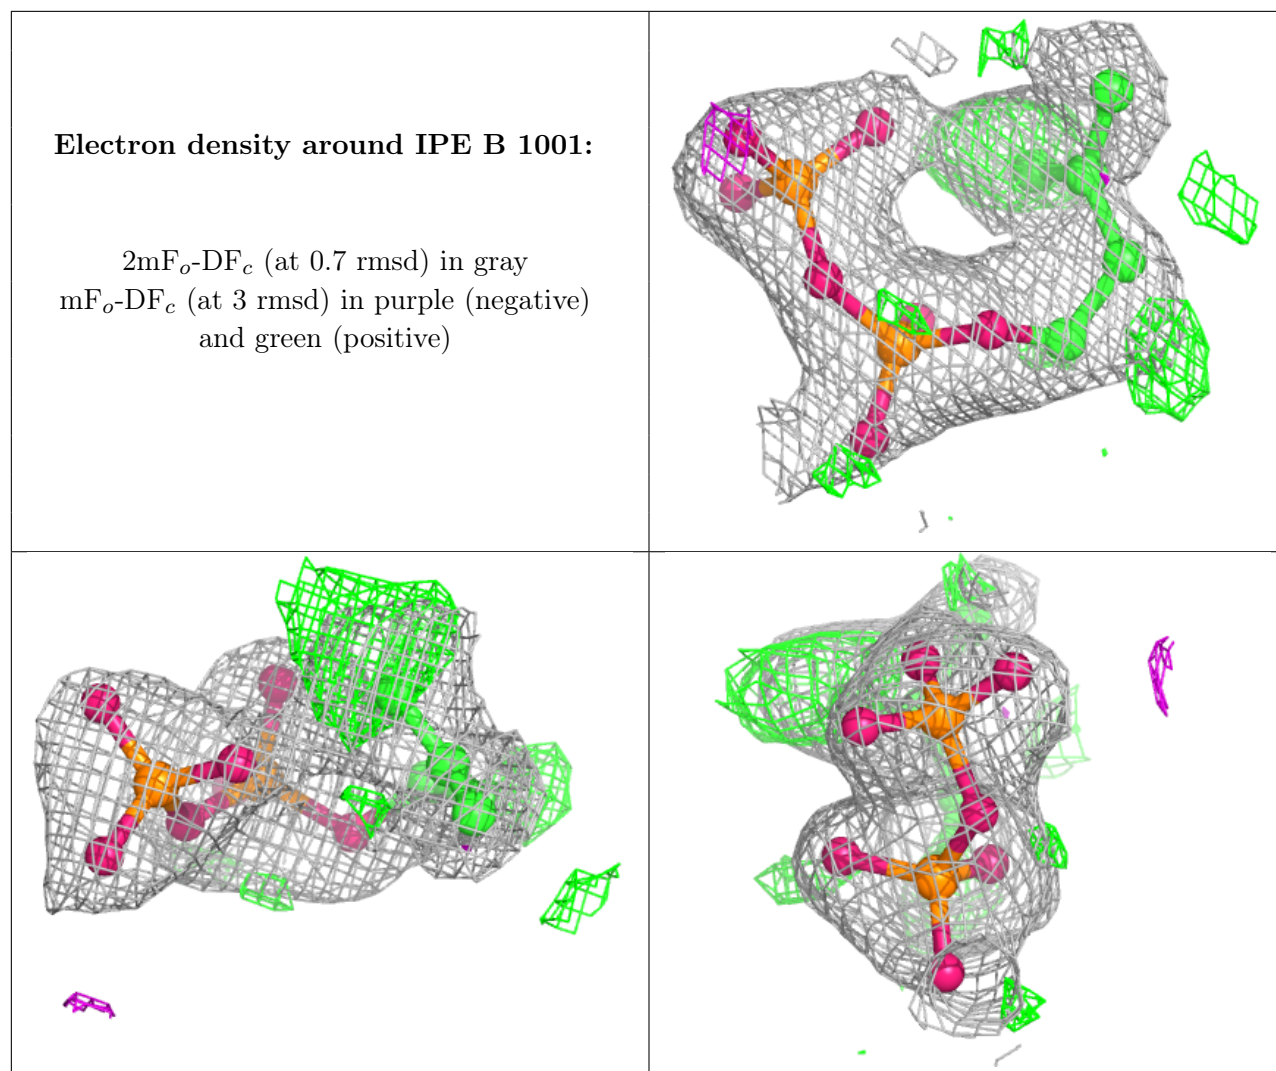 Electron density around IPE B 1001:
2mFo-DFc (at 0.7 rmsd) in gray
mFo-DFc (at 3 rmsd) in purple (negative)
and green (positive)